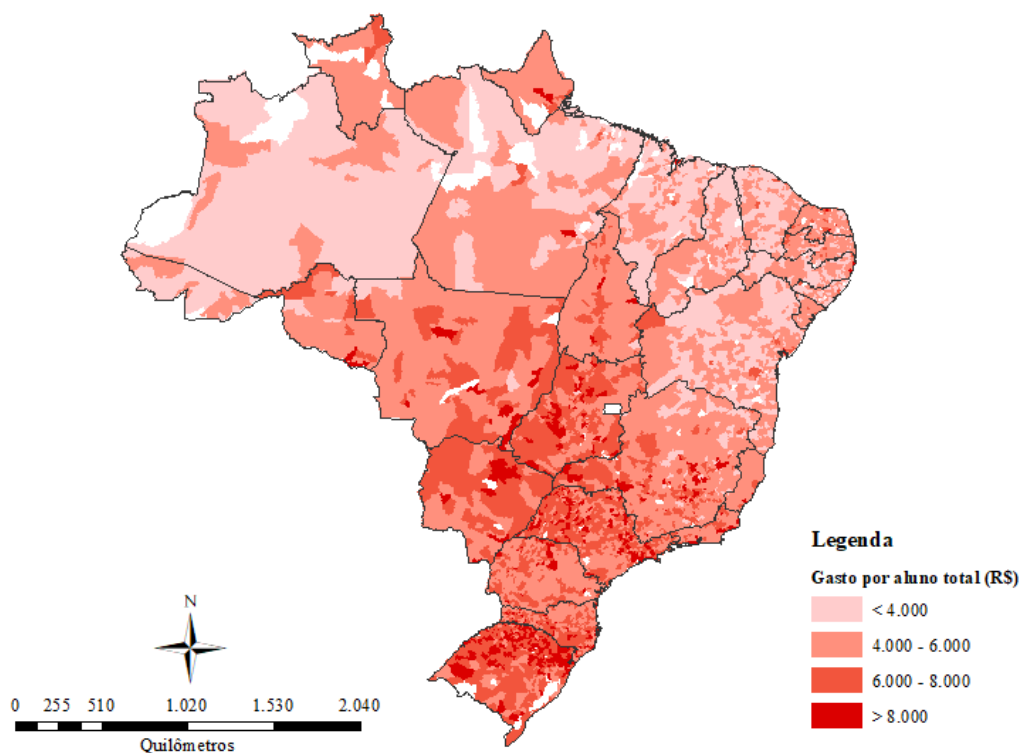 Legenda
Gasto por aluno total (R$)
< 4.000
4.000 - 6.000
6.000 - 8.000
> 8.000
N
0 255 510 1.020 1.530 2.040
Quilômetros